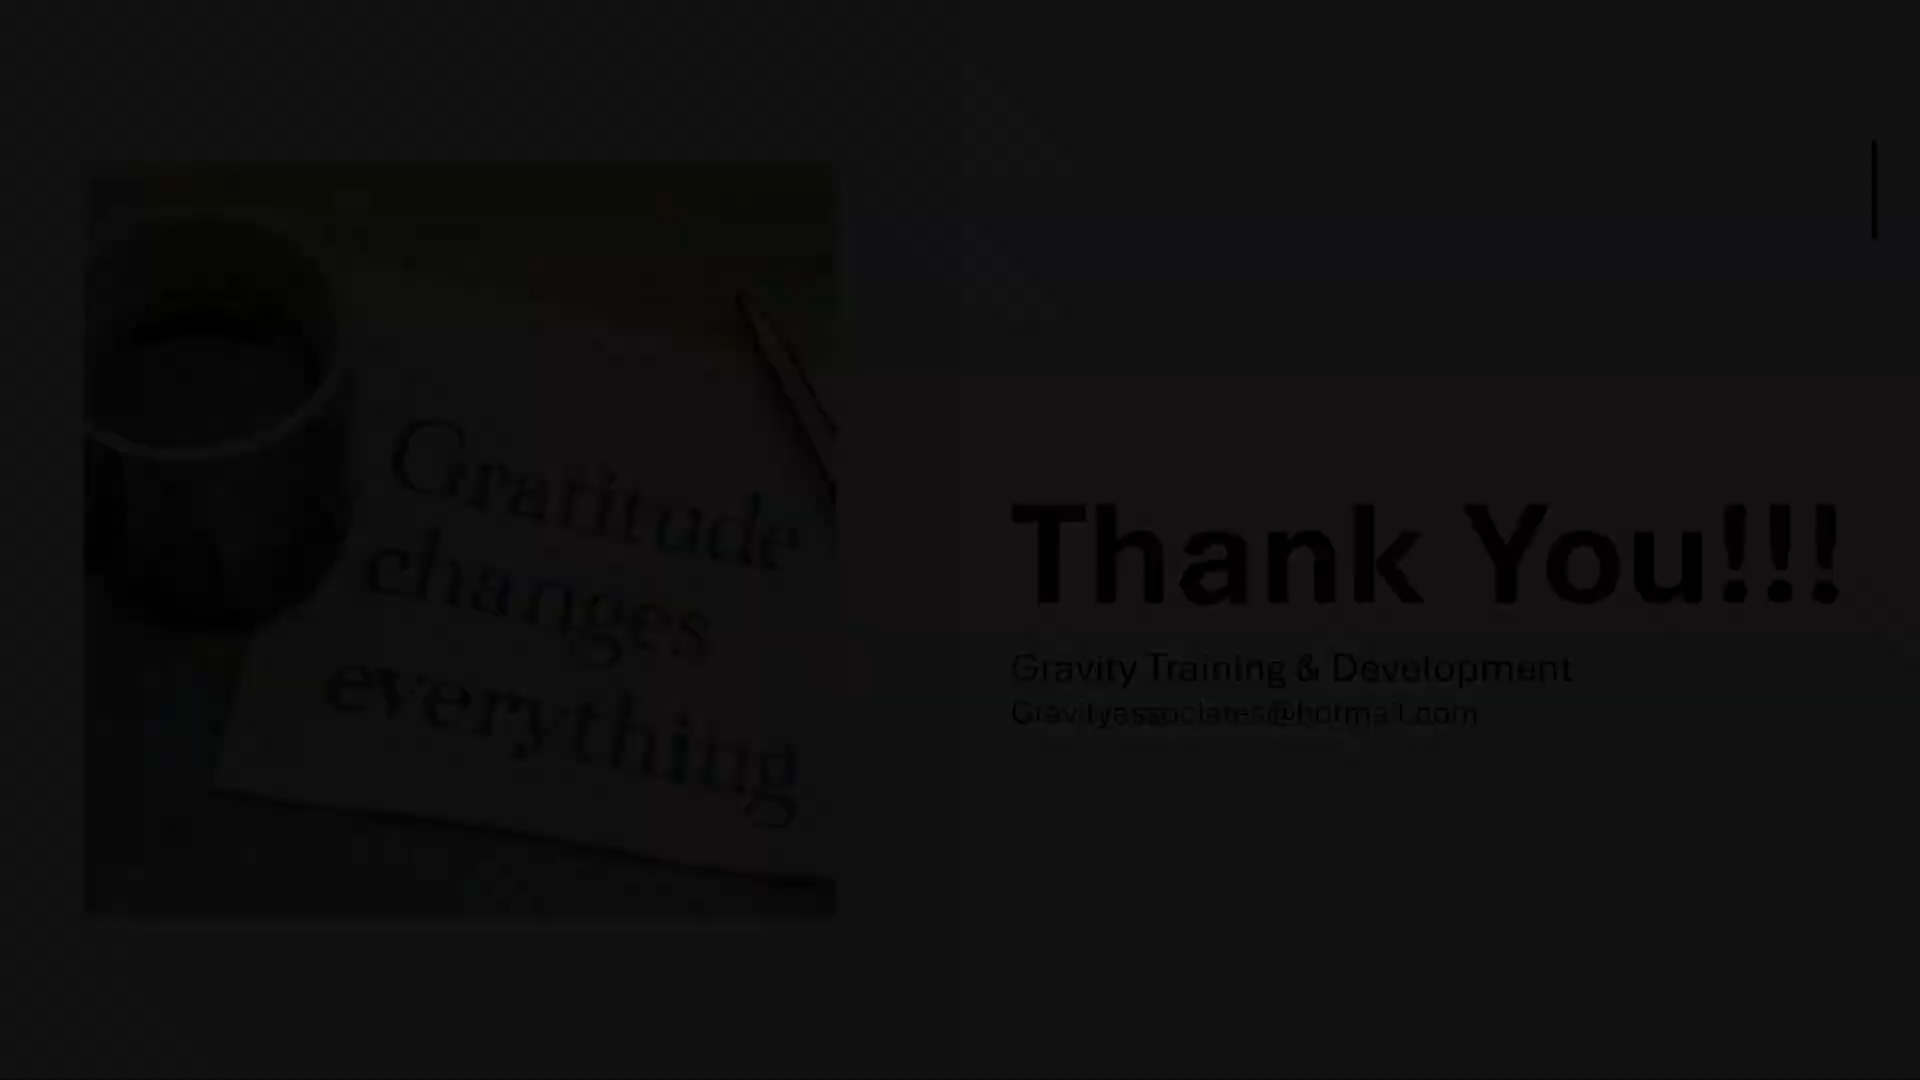 Gratitude
changes
everything
Thank You!!!
Gravity Training & Development
Gravityassociates@hotmail.com